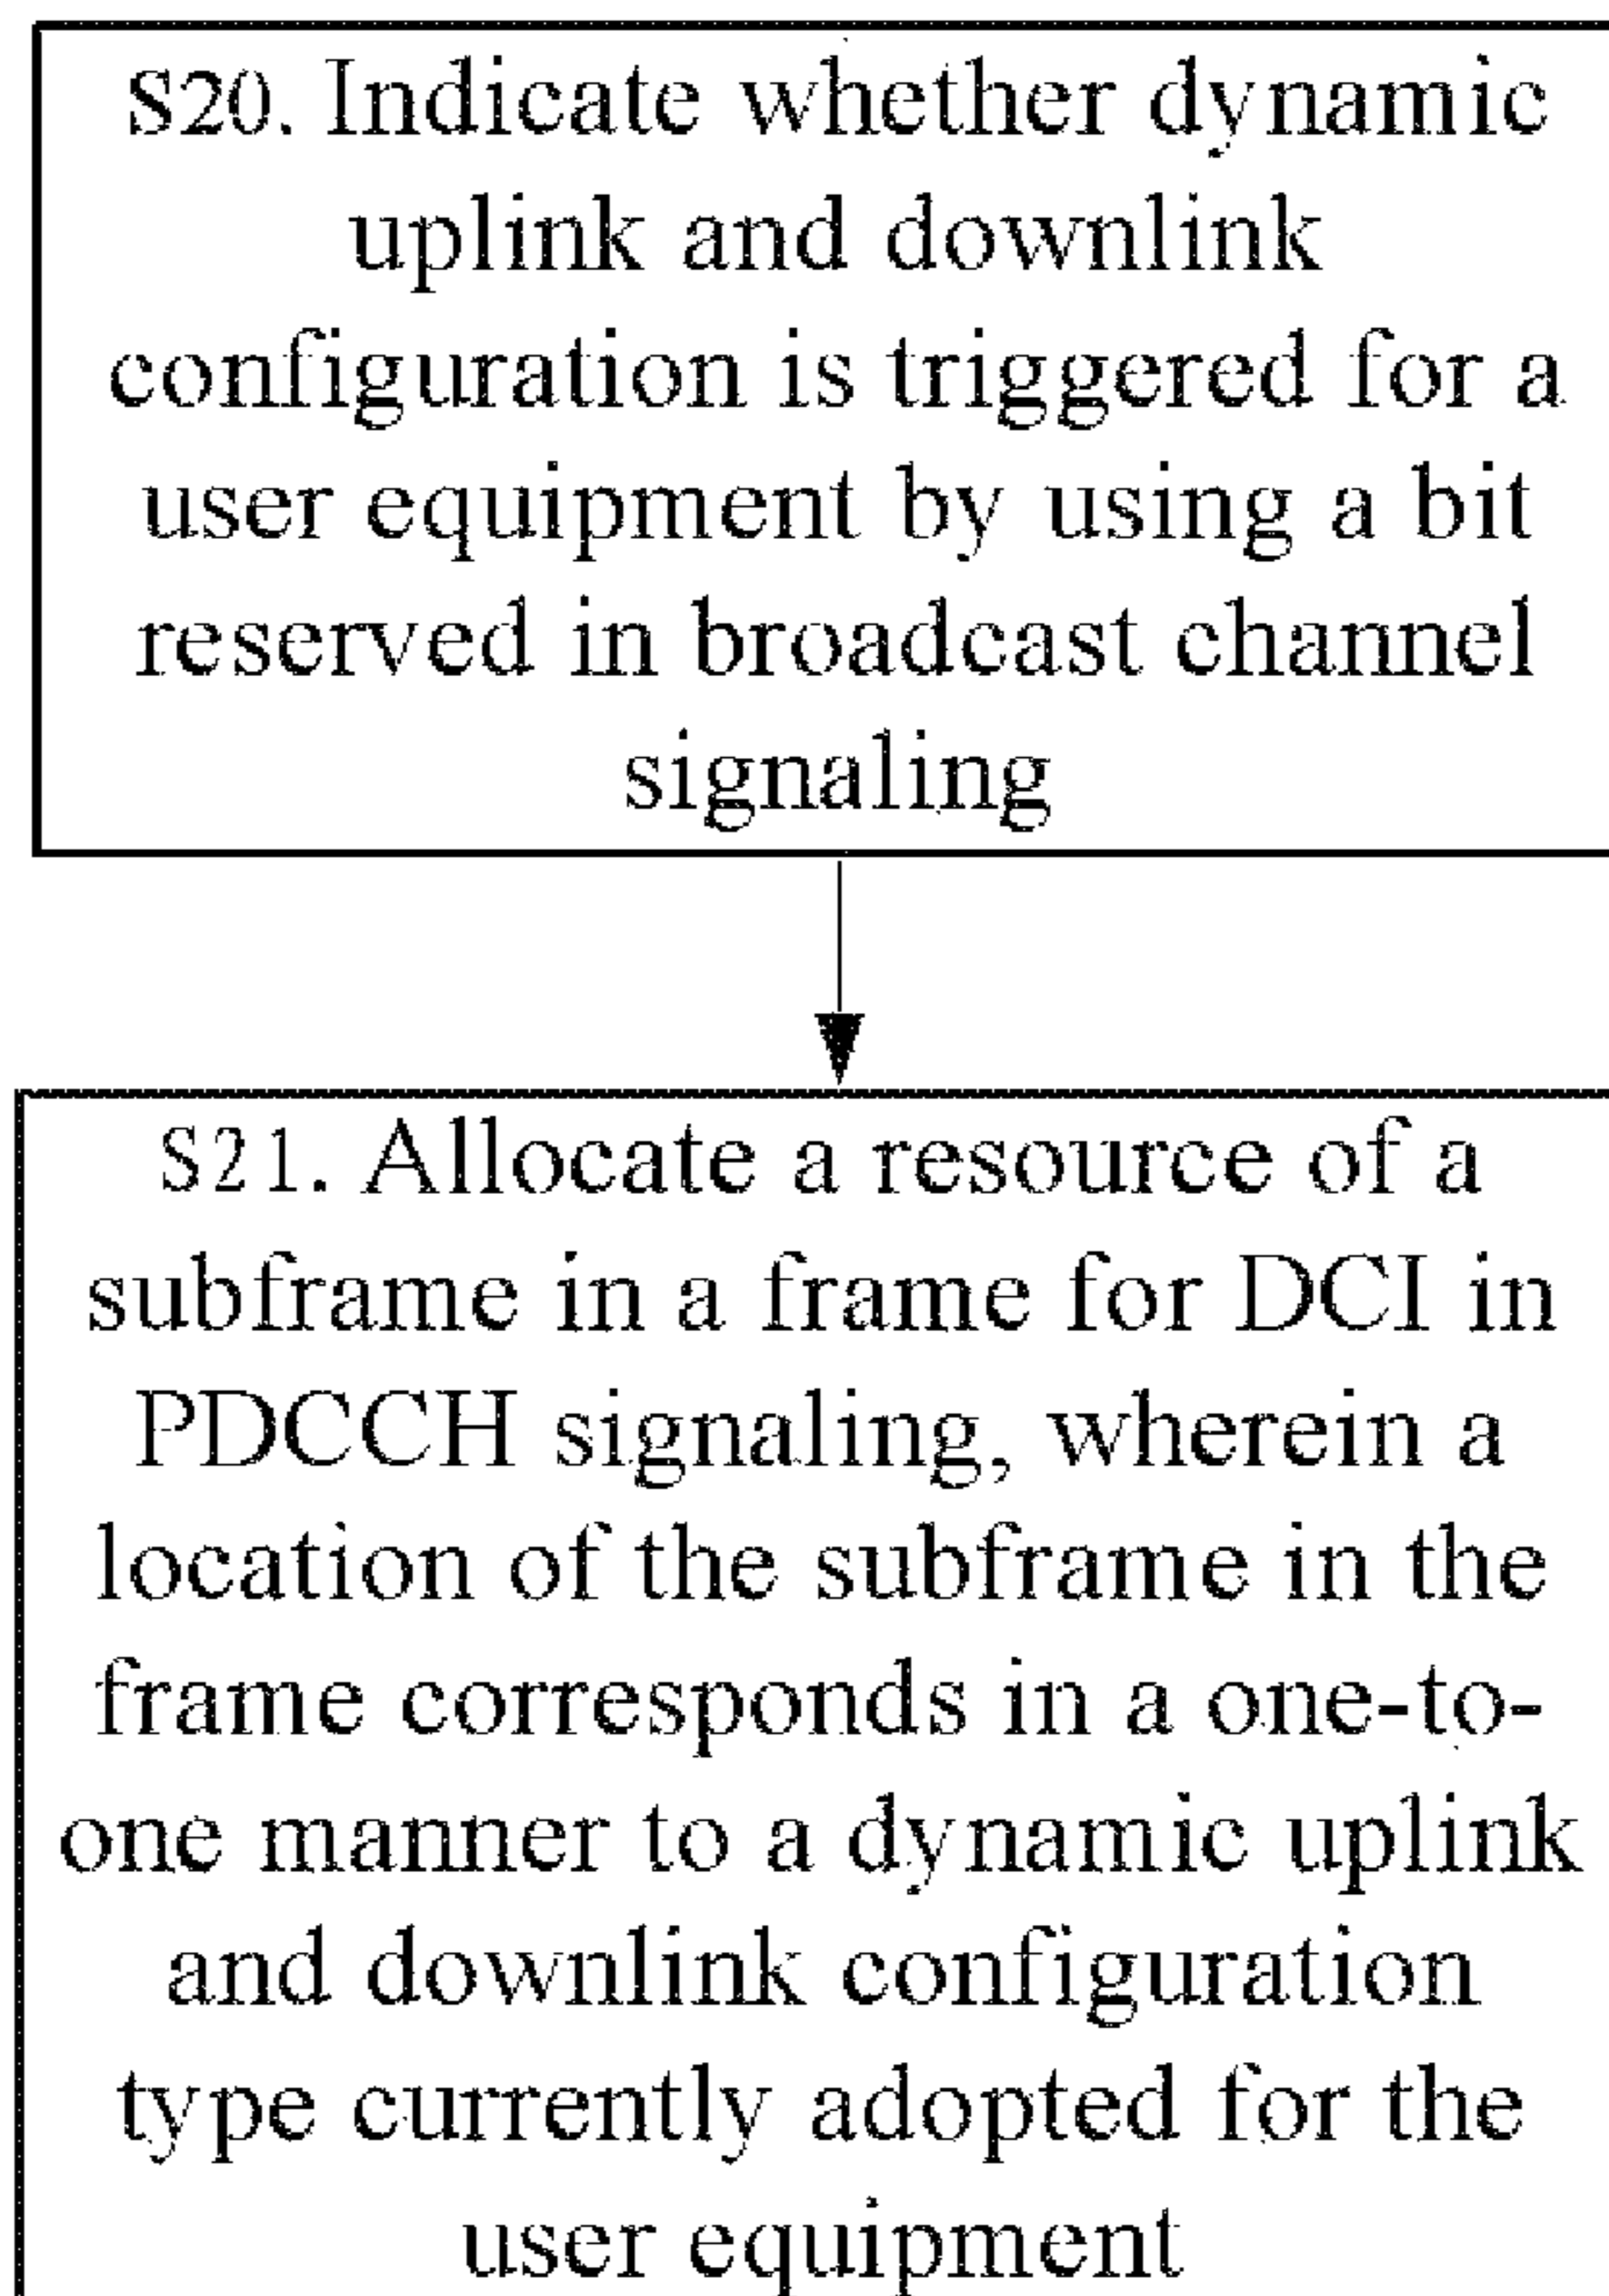 S20. Indicate whether dynamic
uplink and downlink
configuration is triggered for a
user equipment by using a bit
reserved in broadcast channel
signaling
S21. Allocate a resource of a
subframe in a frame for DCI in
PDCCH signaling, wherein a
location of the subframe in the
frame corresponds in a one-to-
one manner to a dynamic uplink
and downlink configuration
type currently adopted for the
user equipment